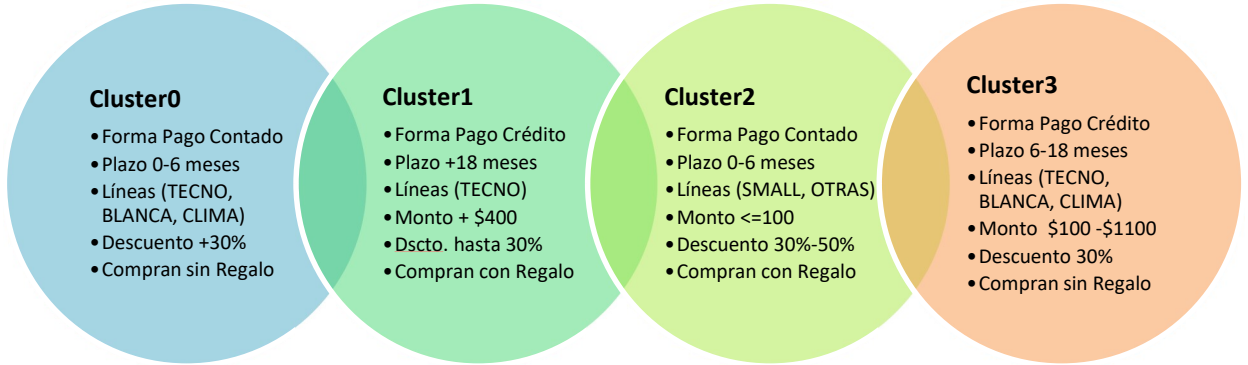 Cluster0
•Forma Pago Contado
•Plazo 0-6 meses
•Líneas (TECNO,
BLANCA, CLIMA)
•Descuento +30%
•Compran sin Regalo
Cluster1
•Forma Pago Crédito
•Plazo +18 meses
•Líneas (TECNO)
•Monto + $400
•Dscto. hasta 30%
•Compran con Regalo
Cluster2
•Forma Pago Contado
•Plazo 0-6 meses
•Líneas (SMALL, OTRAS)
•Monto <=100
•Descuento 30%-50%
•Compran con Regalo
Cluster3
•Forma Pago Crédito
•Plazo 6-18 meses
•Líneas (TECNO,
BLANCA, CLIMA)
•Monto $100 -$1100
•Descuento 30%
•Compran sin Regalo